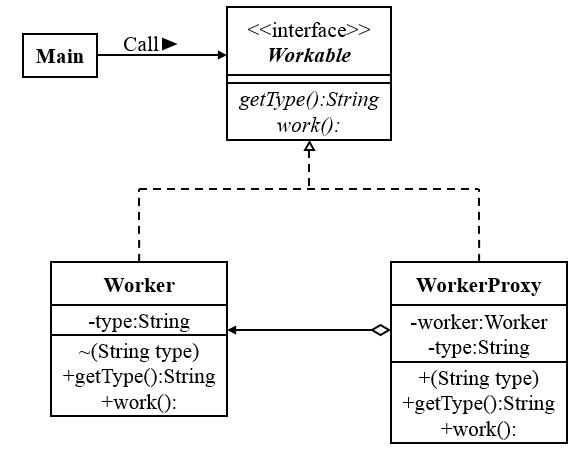 Main
Call▶
<<interface>>
Workable
getType():String
work():
Worker
-type:String
~(String type)
+getType():String
+work():
WorkerProxy
-worker:Worker
-type:String
+(String type)
+getType():String
+work():